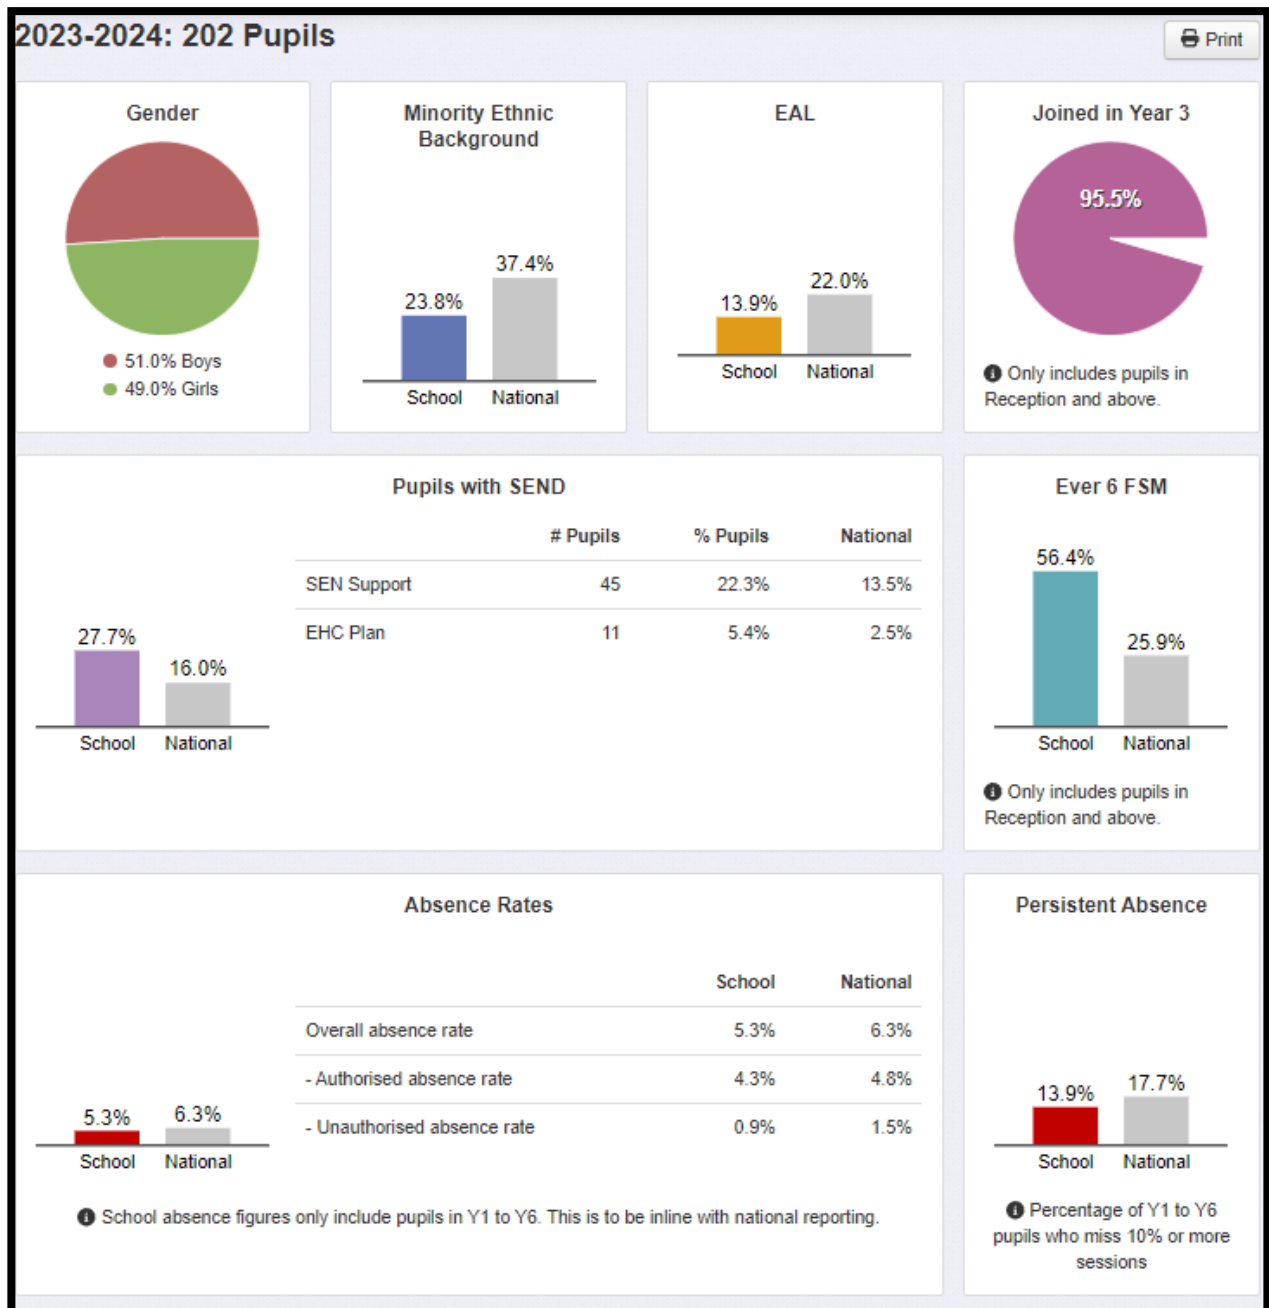 2023-2024: 202 Pupils
Print
Gender
51.0% Boys
49.0% Girls
Minority Ethnic
Background
23.8%
37.4%
School National
EAL
13.9%
22.0%
School National
Joined in Year 3
95.5%
Only includes pupils in
Reception and above.
Pupils with SEND
27.7%
16.0%
School National
# Pupils % Pupils National
SEN Support 45 22.3% 13.5%
EHC Plan 11 5.4% 2.5%
Ever 6 FSM
56.4%
25.9%
School National
Only includes pupils in
Reception and above.
Absence Rates
5.3% 6.3%
School National
School National
Overall absence rate 5.3% 6.3%
- Authorised absence rate 4.3% 4.8%
- Unauthorised absence rate 0.9% 1.5%
School absence figures only include pupils in Y1 to Y6. This is to be inline with national reporting.
Persistent Absence
13.9%
17.7%
School National
Percentage of Y1 to Y6
pupils who miss 10% or more
sessions